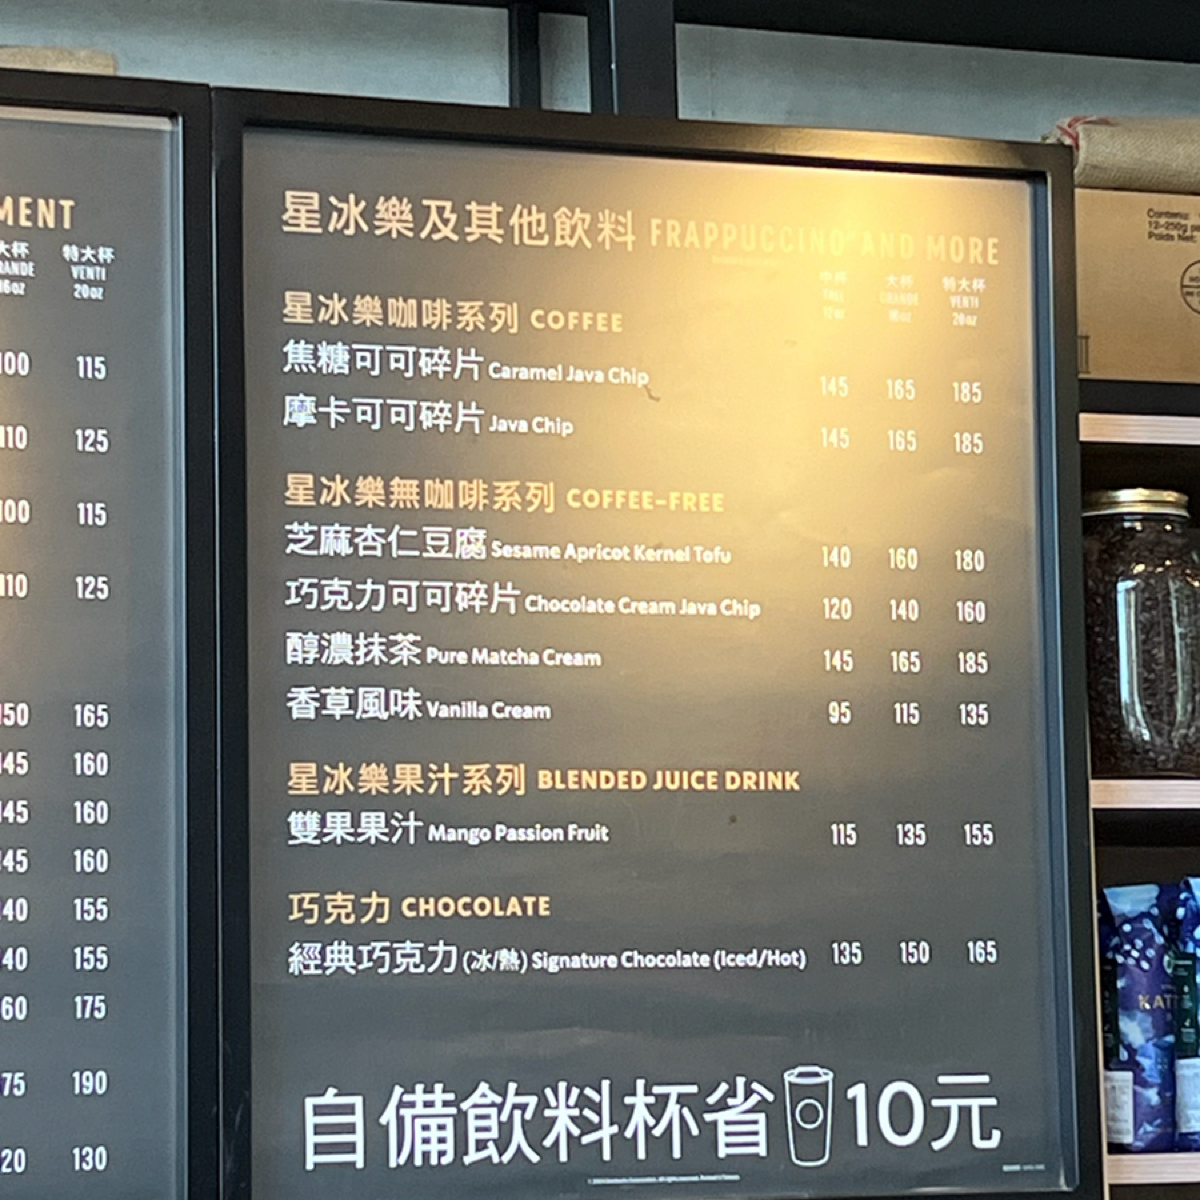 MENT
大杯 特大杯
VENTI
20oz
100 115
110 125
100 115
110 125
150 165
145 160
145 160
145 160
140 155
140 155
160 175
175 190
120 130
星冰樂及其他飲料 FRAPPUCCINO® AND MORE
中杯 大杯 特大杯
TALL GRANDE VENTI
12oz 16oz 20oz
星冰樂咖啡系列 COFFEE
焦糖可可碎片 Caramel Java Chip 145 165 185
摩卡可可碎片 Java Chip 145 165 185
星冰樂無咖啡系列 COFFEE-FREE
芝麻杏仁豆腐 Sesame Apricot Kernel Tofu 140 160 180
巧克力可可碎片 Chocolate Cream Java Chip 120 140 160
醇濃抹茶 Pure Matcha Cream 145 165 185
香草風味 Vanilla Cream 95 115 135
星冰樂果汁系列 BLENDED JUICE DRINK
雙果果汁 Mango Passion Fruit 115 135 155
巧克力 CHOCOLATE
經典巧克力(冰/熱) Signature Chocolate (Iced/Hot) 135 150 165
自備飲料杯省10元